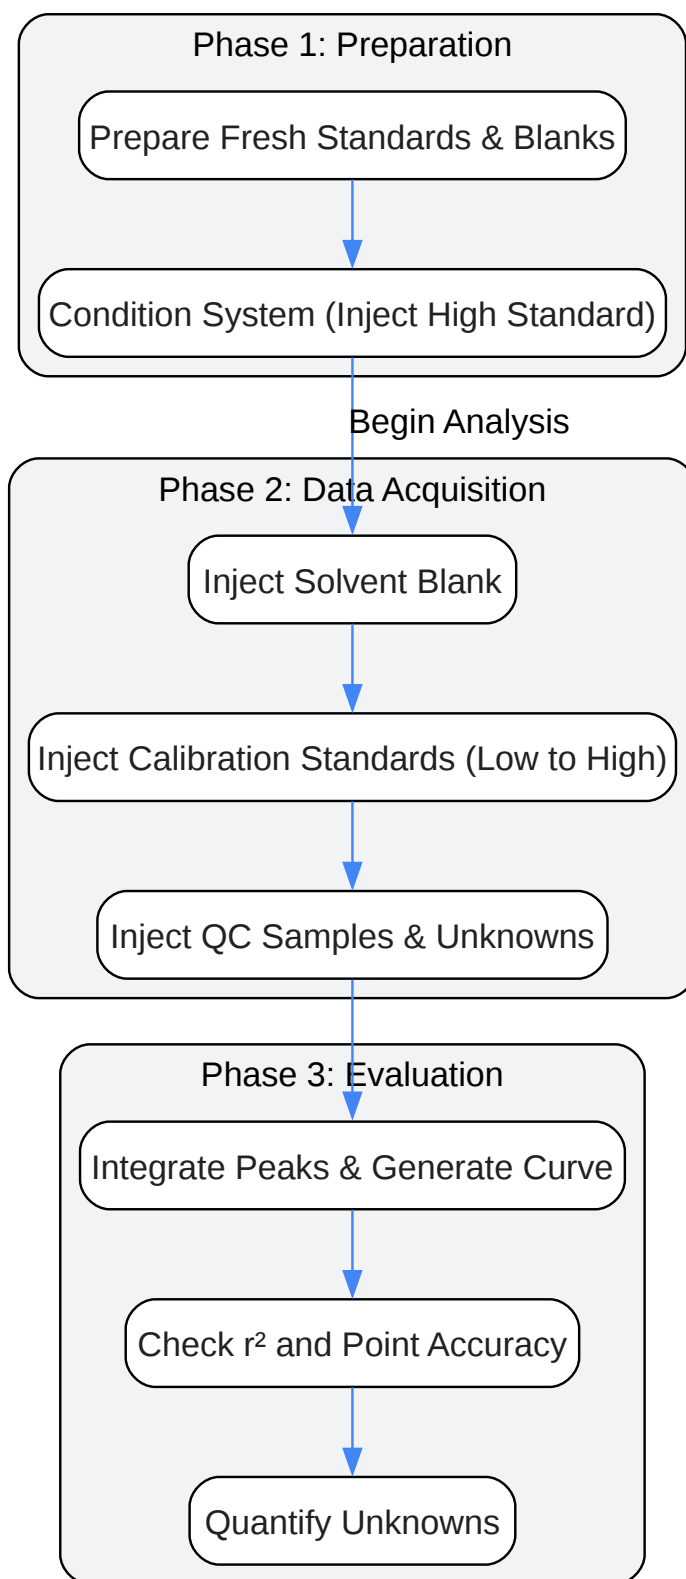 Phase 1: Preparation
Prepare Fresh Standards & Blanks
Condition System (Inject High Standard)
Begin Analysis
Phase 2: Data Acquisition
Inject Solvent Blank
Inject Calibration Standards (Low to High)
Inject QC Samples & Unknowns
Phase 3: Evaluation
Integrate Peaks & Generate Curve
Check r² and Point Accuracy
Quantify Unknowns